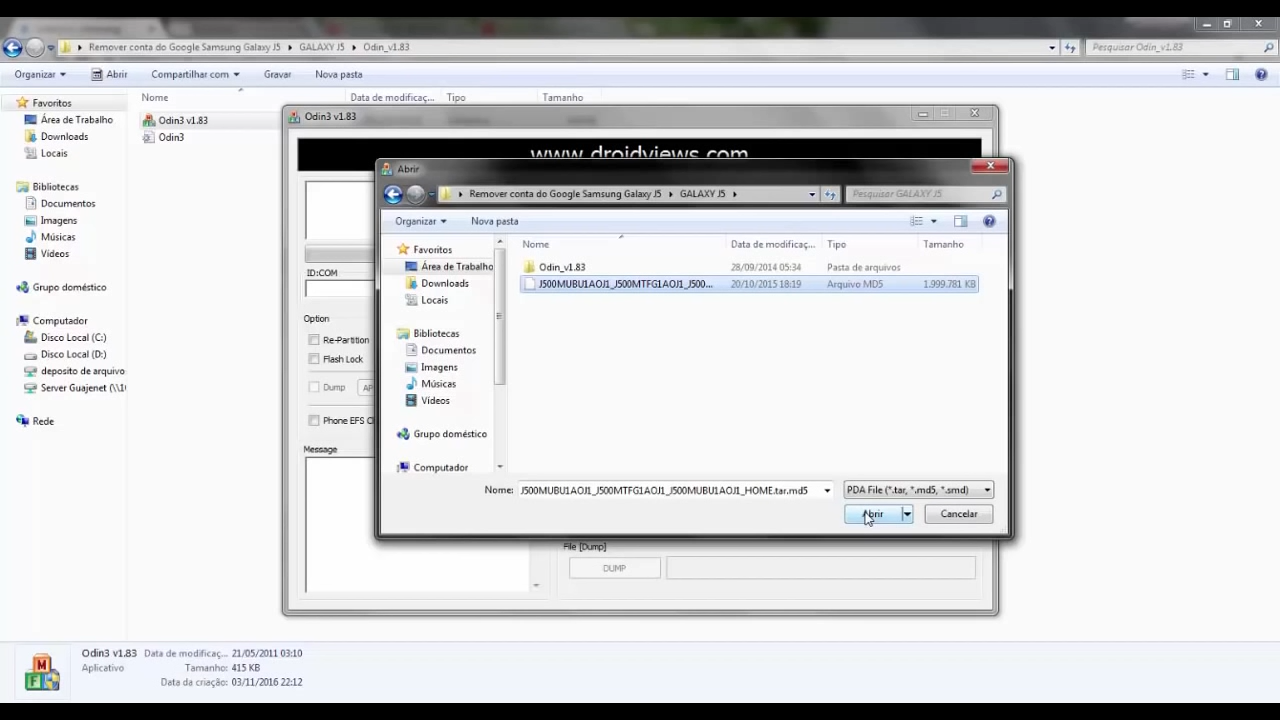 Remover conta do Google Samsung Galaxy J5 GALAXY J5 Odin_v1.83
Pesquisar Odin_v1.83
Organizar Abrir Compartilhar com Gravar Nova pasta
Nome Data de modificaç... Tipo Tamanho
Favoritos
Área de Trabalho
Downloads
Locais
Bibliotecas
Documentos
Imagens
Músicas
Vídeos
Grupo doméstico
Computador
Disco Local (C:)
Disco Local (D:)
deposito de arquivo
Server Guajenet (\\1
Rede
Odin3 v1.83
Odin3
Odin3 v1.83
www.droidviews.com
ID:COM
Option
Re-Partition
Flash Lock
Dump AP
Phone EFS Cl
Message
File [Dump]
DUMP
Abrir
Remover conta do Google Samsung Galaxy J5 GALAXY J5
Pesquisar GALAXY J5
Organizar Nova pasta
Favoritos
Área de Trabalho
Downloads
Locais
Bibliotecas
Documentos
Imagens
Músicas
Vídeos
Grupo doméstico
Computador
Nome Data de modificaç... Tipo Tamanho
Odin_v1.83 28/09/2014 05:34 Pasta de arquivos
J500MUBU1AOJ1_J500MTFG1AOJ1_J500... 20/10/2015 18:19 Arquivo MD5 1.999.781 KB
Nome: J500MUBU1AOJ1_J500MTFG1AOJ1_J500MUBU1AOJ1_HOME.tar.md5 PDA File (*.tar, *.md5, *.smd)
Abrir Cancelar
Odin3 v1.83 Data de modificaç... 21/05/2011 03:10
Aplicativo Tamanho: 415 KB
Data da criação: 03/11/2016 22:12